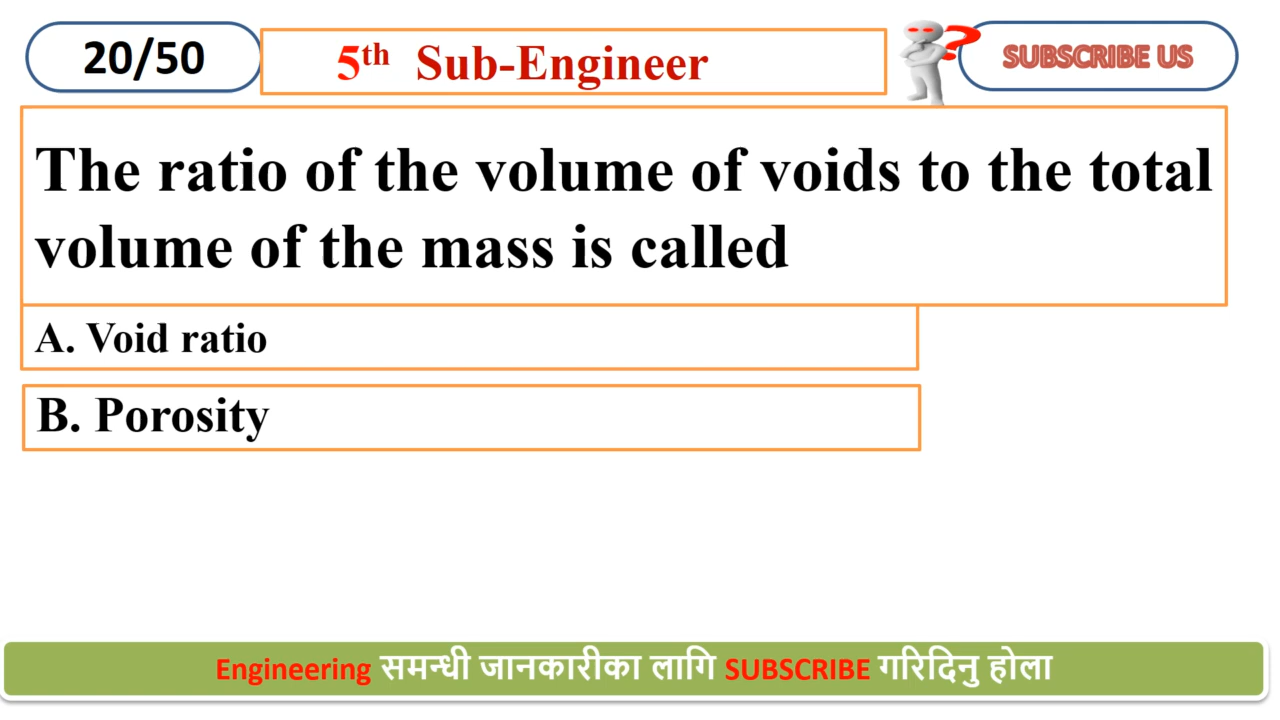 20/50
5th Sub-Engineer
SUBSCRIBE US
The ratio of the volume of voids to the total
volume of the mass is called
A. Void ratio
B. Porosity
Engineering समन्धी जानकारीका लागि SUBSCRIBE गरिदिनु होला